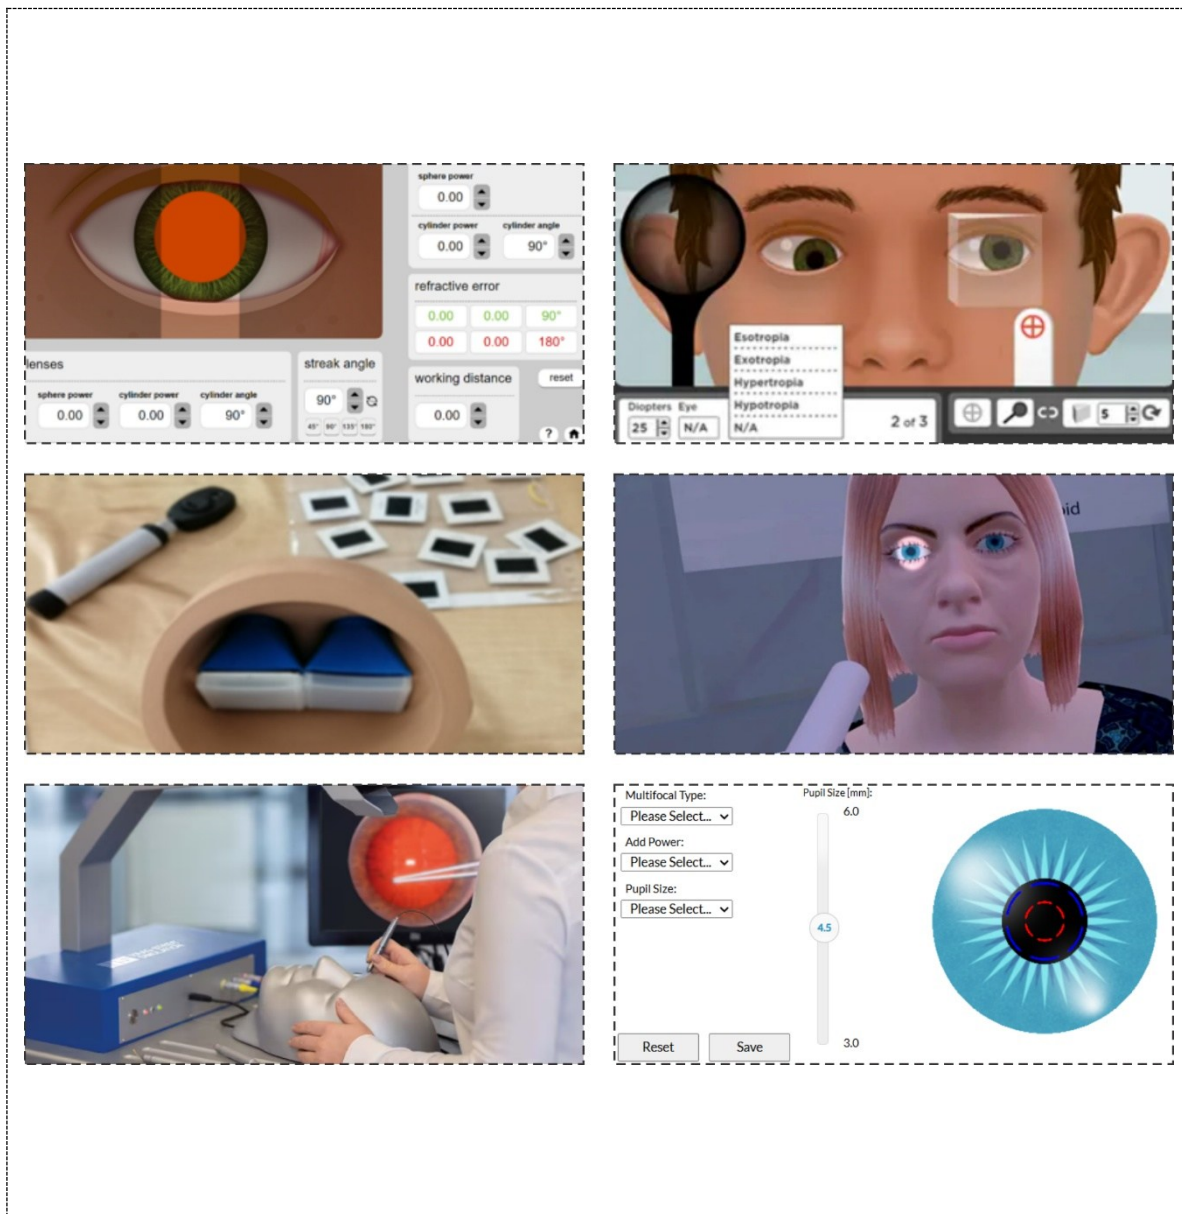 sphere power
0.00
cylinder power cylinder angle
0.00 90°
refractive error
0.00 0.00 90°
0.00 0.00 180°
lenses
sphere power cylinder power cylinder angle
0.00 0.00 90°
streak angle
90°
45° 90° 135° 180°
working distance reset
0.00
?
Esotropia
Exotropia
Hypertropia
Hypotropia
N/A
Diopters Eye
25 N/A
2 of 3
5
id
Multifocal Type:
Please Select...
Add Power:
Please Select...
Pupil Size:
Please Select...
Reset Save
Pupil Size [mm]:
6.0
4.5
3.0